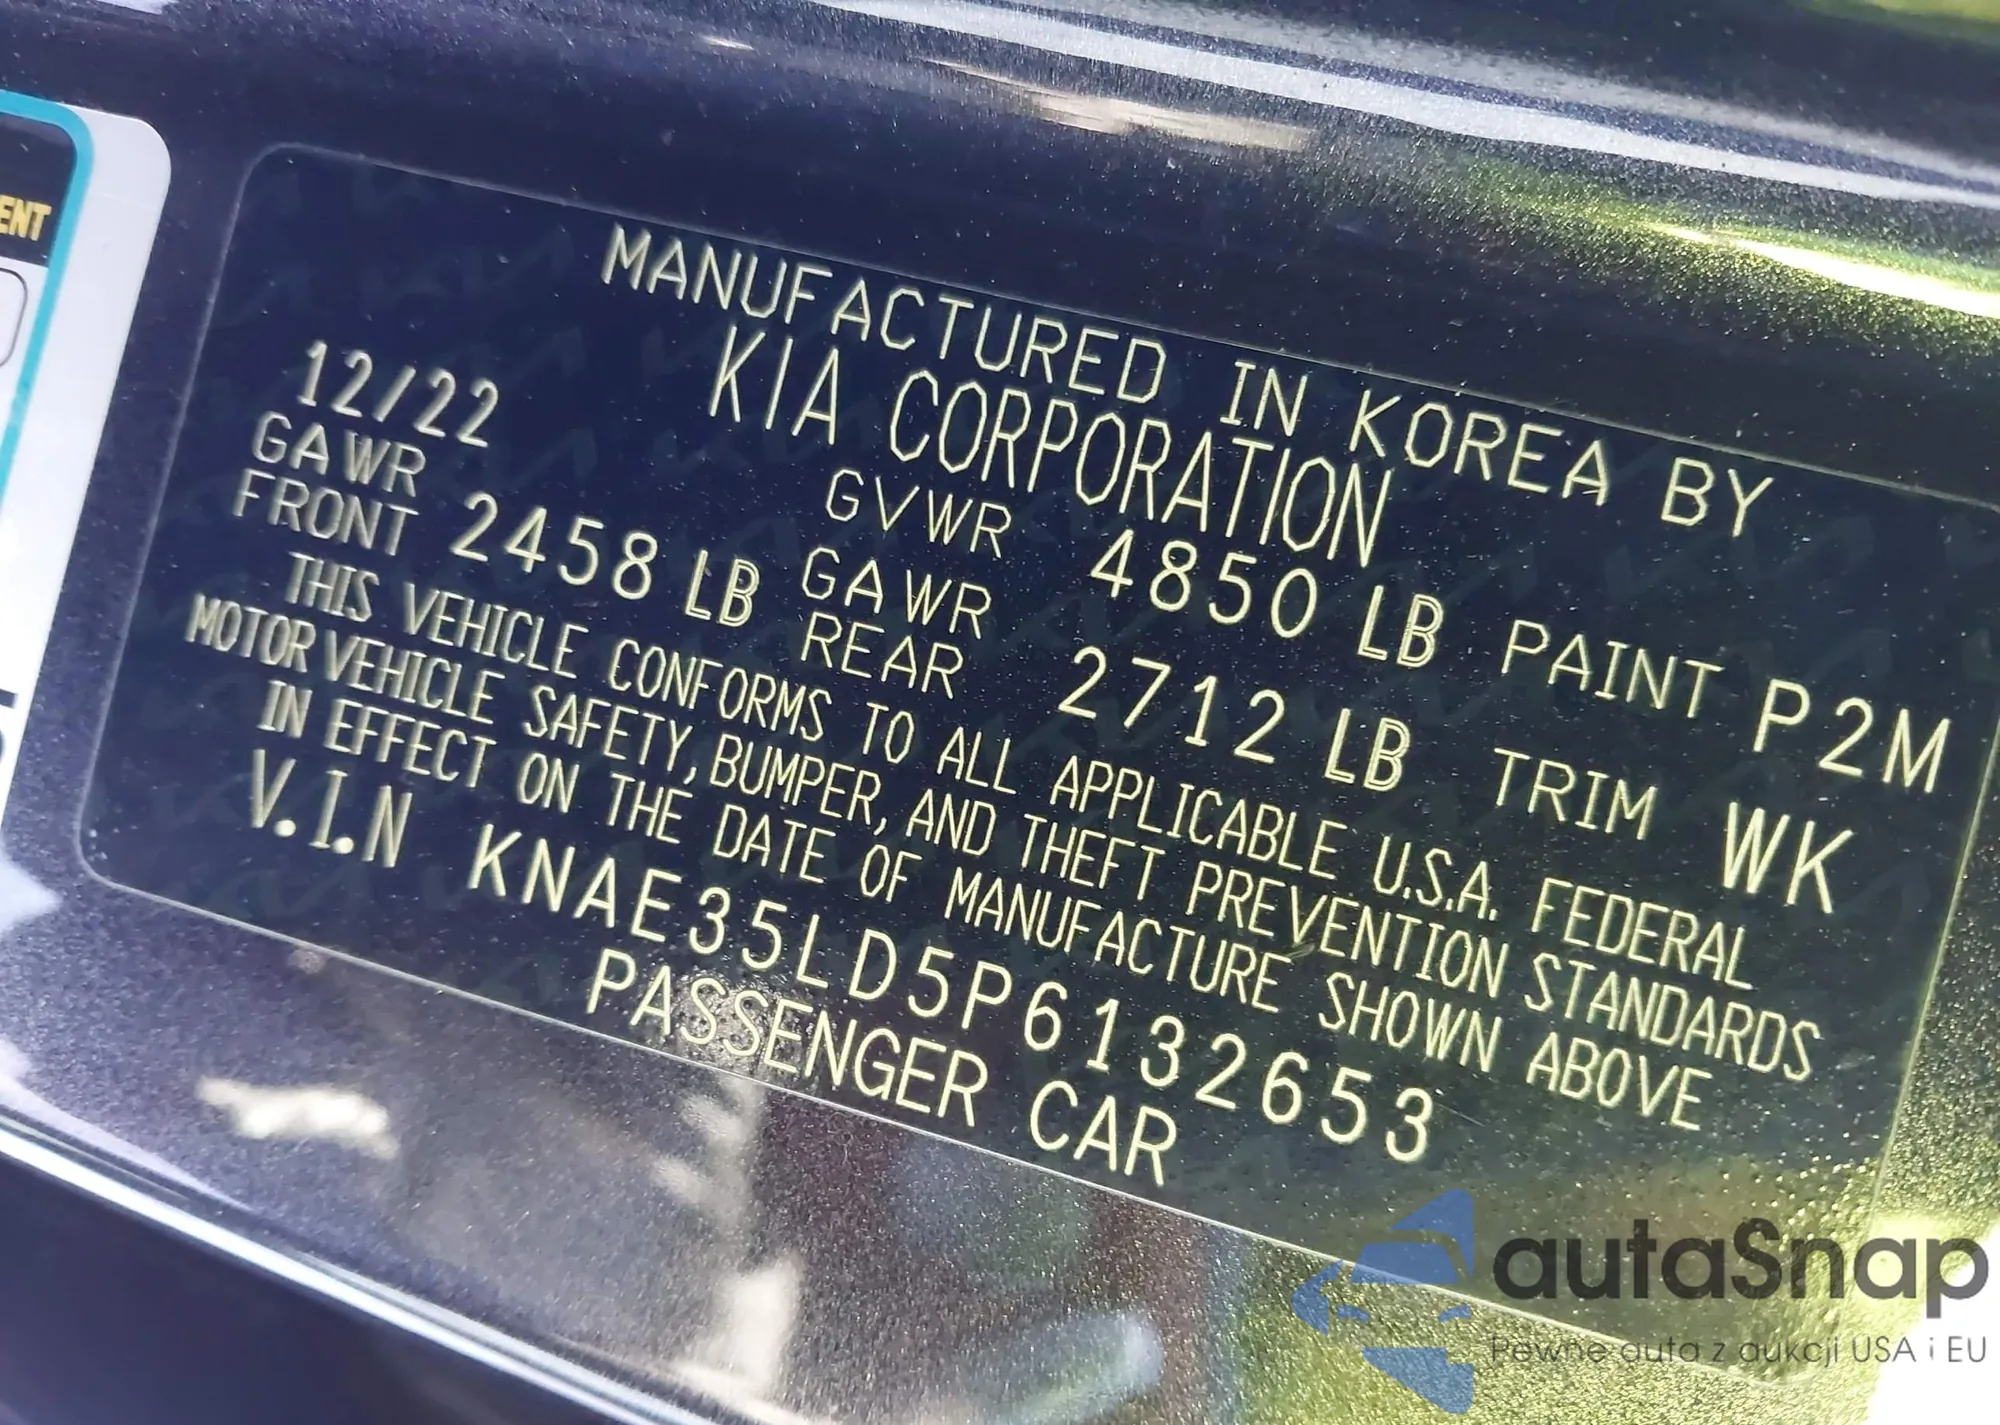 ENT
MANUFACTURED IN KOREA BY
KIA CORPORATION
12/22 GVWR 4850 LB PAINT P2M
GAWR FRONT 2458 LB GAWR REAR 2712 LB TRIM WK
THIS VEHICLE CONFORMS TO ALL APPLICABLE U.S.A. FEDERAL
MOTOR VEHICLE SAFETY, BUMPER, AND THEFT PREVENTION STANDARDS
IN EFFECT ON THE DATE OF MANUFACTURE SHOWN ABOVE
V.I.N KNAE35LD5P6132653
PASSENGER CAR
autaSnap
Pewne auta z aukcji USA i EU